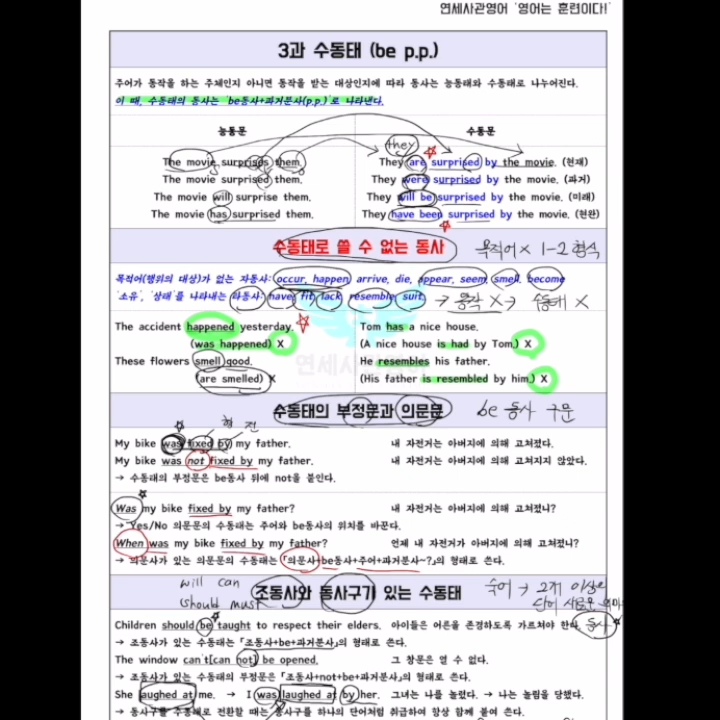 연세사관영어 '영어는 훈련이다!'
3과 수동태 (be p.p.)
주어가 동작을 하는 주체인지 아니면 동작을 받는 대상인지에 따라 동사는 능동태와 수동태로 나누어진다.
이 때, 수동태의 동사는 'be동사+과거분사(p.p.)'로 나타낸다.
능동문 수동문
they
The movie surprises them. They are surprised by the movie. (현재)
The movie surprised them. They were surprised by the movie. (과거)
The movie will surprise them. They will be surprised by the movie. (미래)
The movie has surprised them. They have been surprised by the movie. (현완)
수동태로 쓸 수 없는 동사 목적어 X 1-2형식
목적어(행위의 대상)가 없는 자동사: occur, happen, arrive, die, appear, seem, smell, become
'소유', '상태'를 나타내는 타동사: have, fit, lack, resemble, suit. → 동작 X → 수동태 X
The accident happened yesterday. Tom has a nice house.
(was happened) X (A nice house is had by Tom.) X
These flowers smell good. He resembles his father.
(are smelled) X (His father is resembled by him.) X
연세사관영어
수동태의 부정문과 의문문 be동사 구문
형 전
My bike was fixed by my father. 내 자전거는 아버지에 의해 고쳐졌다.
My bike was not fixed by my father. 내 자전거는 아버지에 의해 고쳐지지 않았다.
→ 수동태의 부정문은 be동사 뒤에 not을 붙인다.
Was my bike fixed by my father? 내 자전거는 아버지에 의해 고쳐졌니?
→ Yes/No 의문문의 수동태는 주어와 be동사의 위치를 바꾼다.
When was my bike fixed by my father? 언제 내 자전거가 아버지에 의해 고쳐졌니?
→ 의문사가 있는 의문문의 수동태는 「의문사+be동사+주어+과거분사~?」의 형태로 쓴다.
will can
should must
조동사와 동사구가 있는 수동태
숙어 → 2개 이상의
동사
Children should be taught to respect their elders. 아이들은 어른을 존경하도록 가르쳐야 한다.
→ 조동사가 있는 수동태는 「조동사+be+과거분사」의 형태로 쓴다.
The window can't[can not] be opened. 그 창문은 열 수 없다.
→ 조동사가 있는 수동태의 부정문은 「조동사+not+be+과거분사」의 형태로 쓴다.
She laughed at me. → I was laughed at by her. 그녀는 나를 놀렸다. → 나는 놀림을 당했다.
→ 동사구를 수동태로 전환할 때는 동사구를 하나의 단어처럼 취급하여 항상 함께 붙여 쓴다.